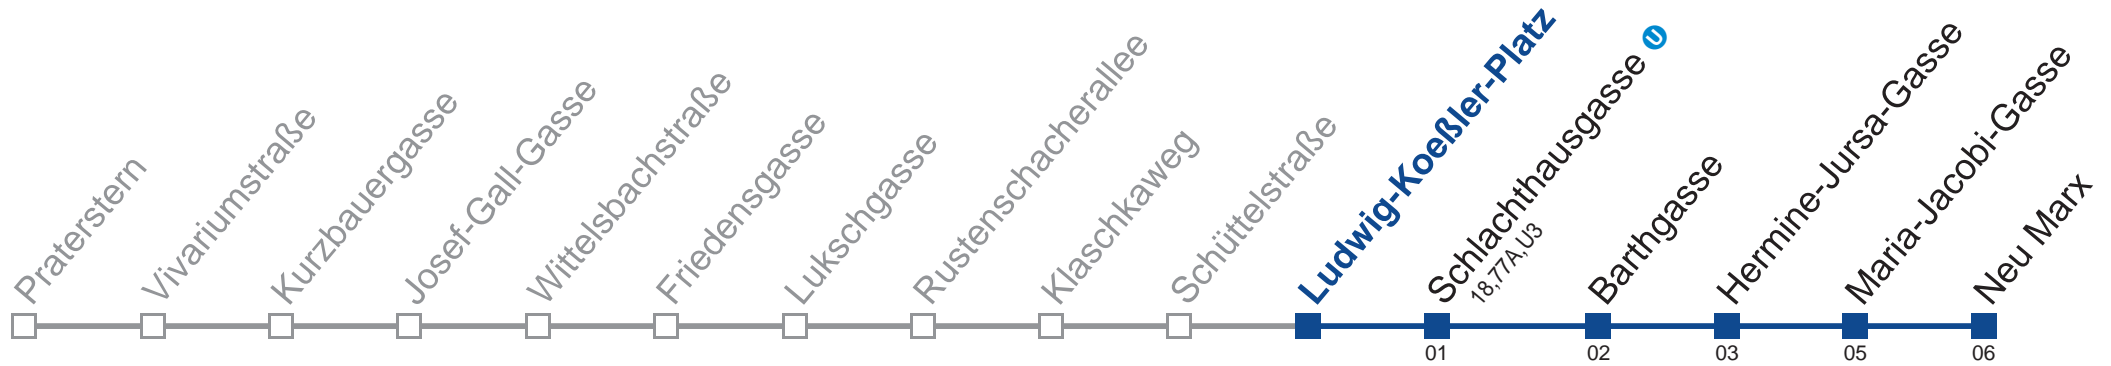 Praterstern
Vivariumstraße
Kurzbauergasse
Josef-Gall-Gasse
Wittelsbachstraße
Friedensgasse
Lukschgasse
Rustenschacherallee
Klaschkaweg
Schüttelstraße
Ludwig-Koeßler-Platz
Schlachthausgasse U
18,77A,U3
Barthgasse
Hermine-Jursa-Gasse
Maria-Jacobi-Gasse
Neu Marx
01 02 03 05 06